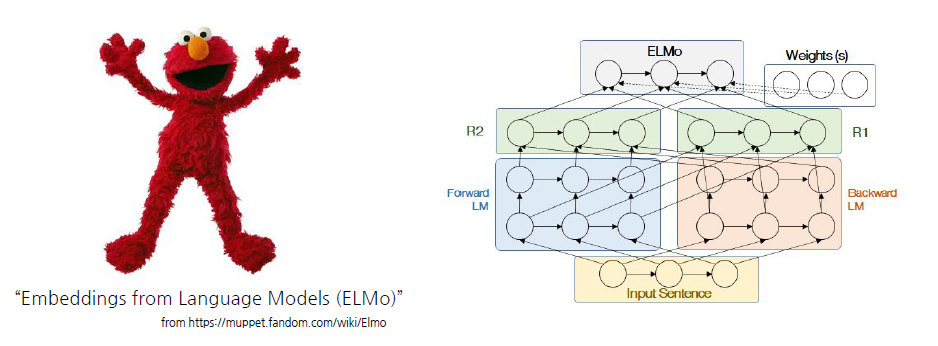 “Embeddings from Language Models (ELMo)”
from https://muppet.fandom.com/wiki/Elmo
ELMo
Weights (s)
R2
R1
Forward
LM
Backward
LM
Input Sentence